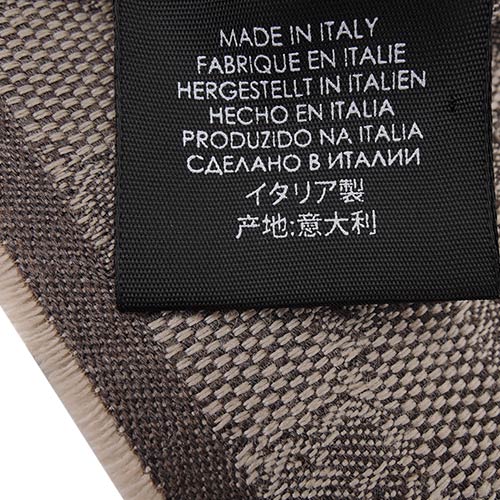 MADE IN ITALY
FABRIQUE EN ITALIE
HERGESTELLT IN ITALIEN
HECHO EN ITALIA
PRODUZIDO NA ITALIA
СДЕЛАНО В ИТАЛИИ
イタリア製
产地:意大利